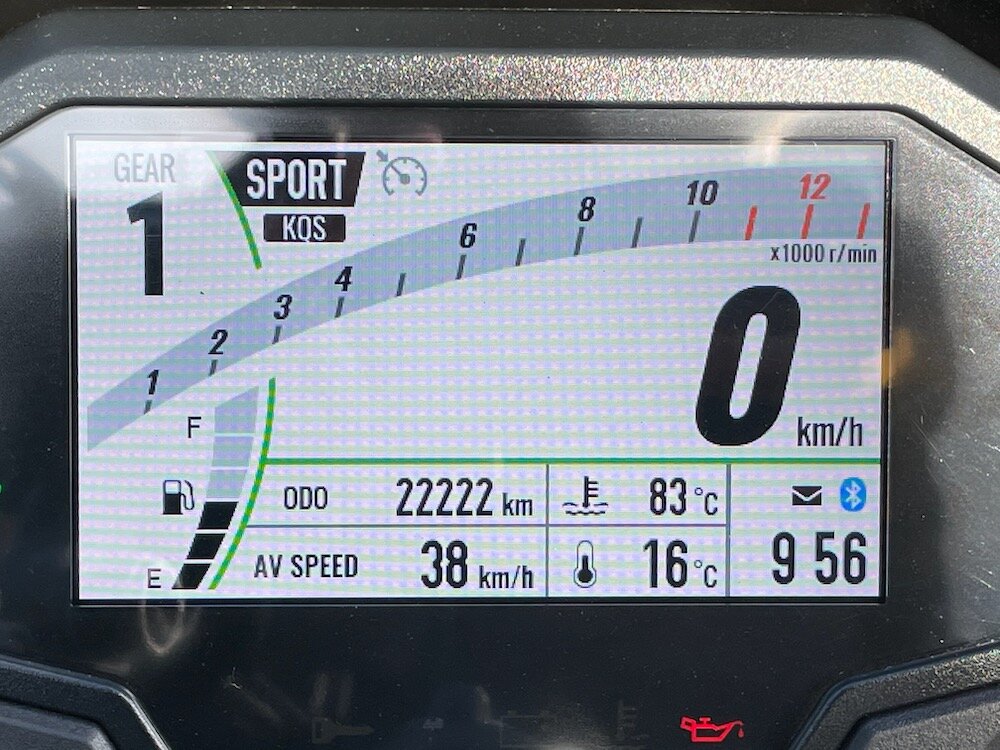 GEAR
1
SPORT
KQS
1 2 3 4 6 8 10 12
x1000 r/min
0 km/h
F
E
ODO 22222 km
83 °C
AV SPEED 38 km/h
16 °C
9 56